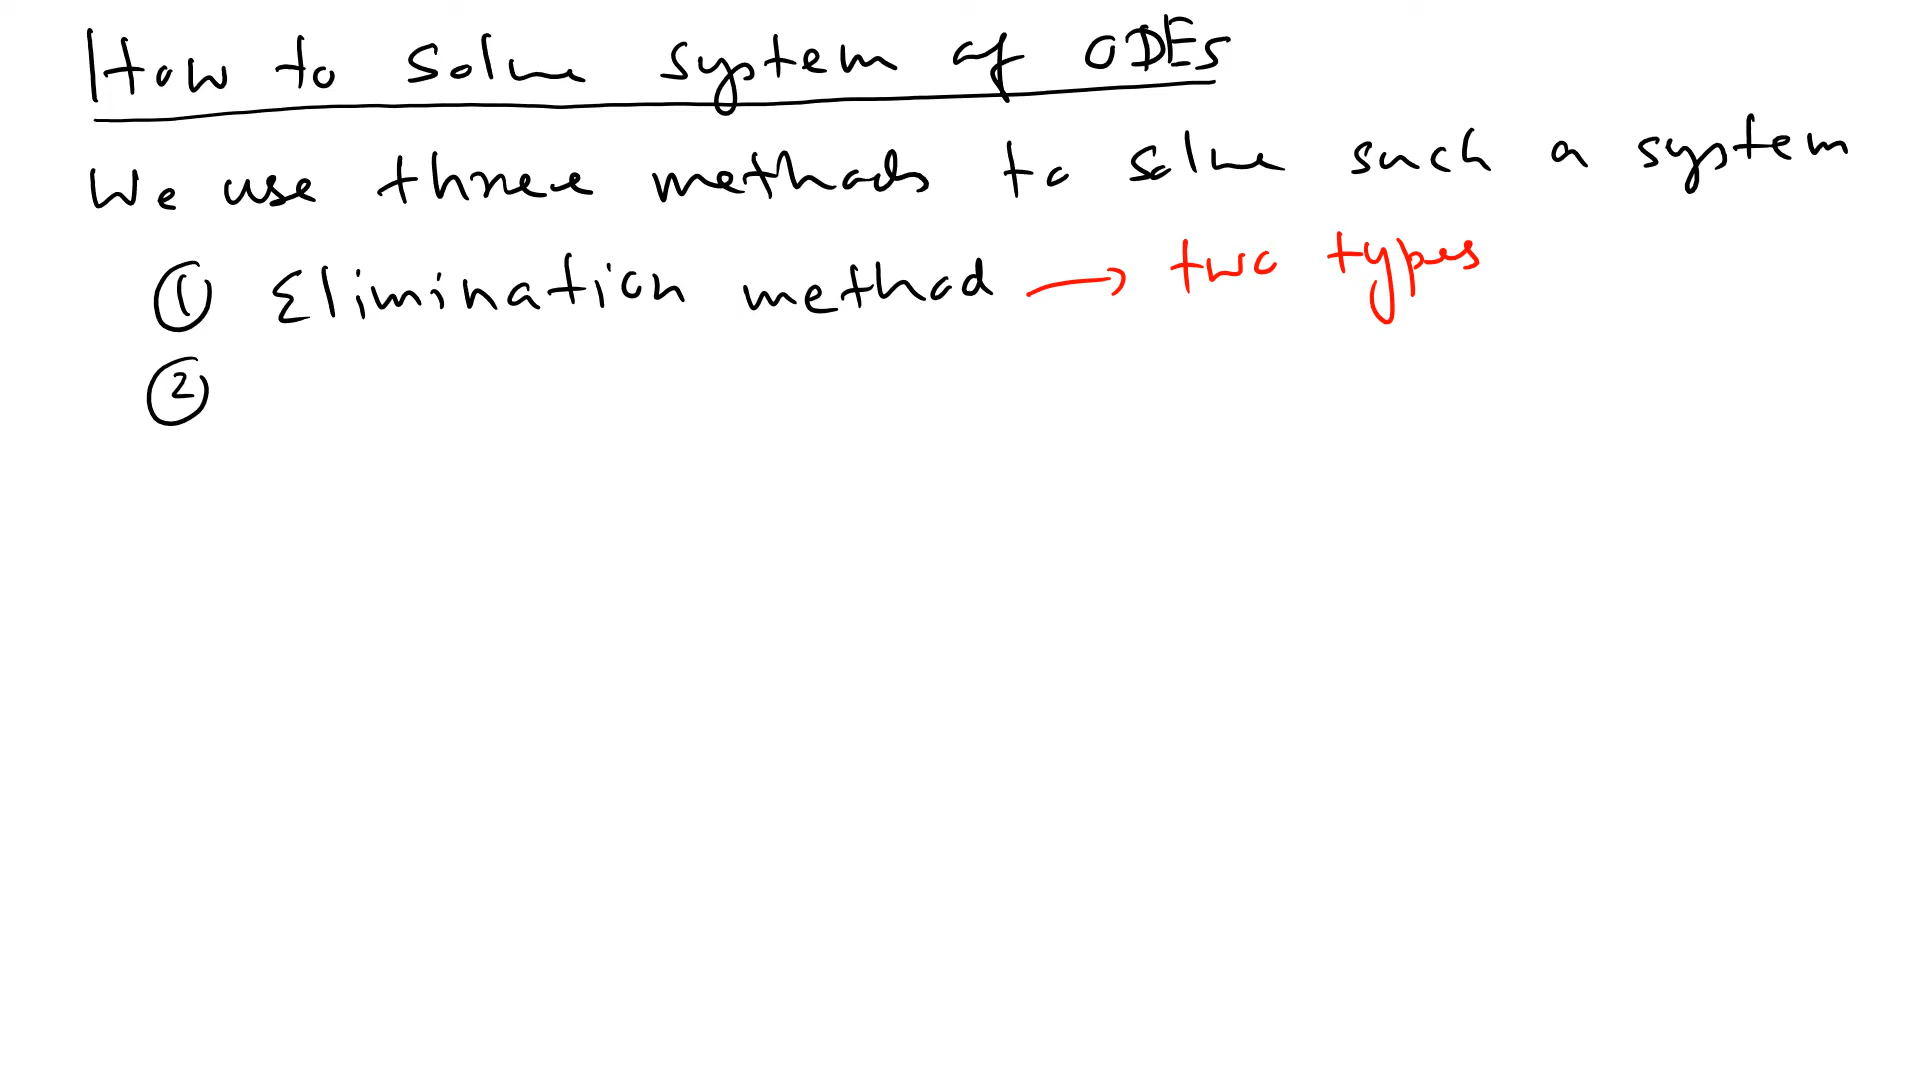 How to solve system of ODEs
We use three methods to solve such a system
① Elimination method → two types
②